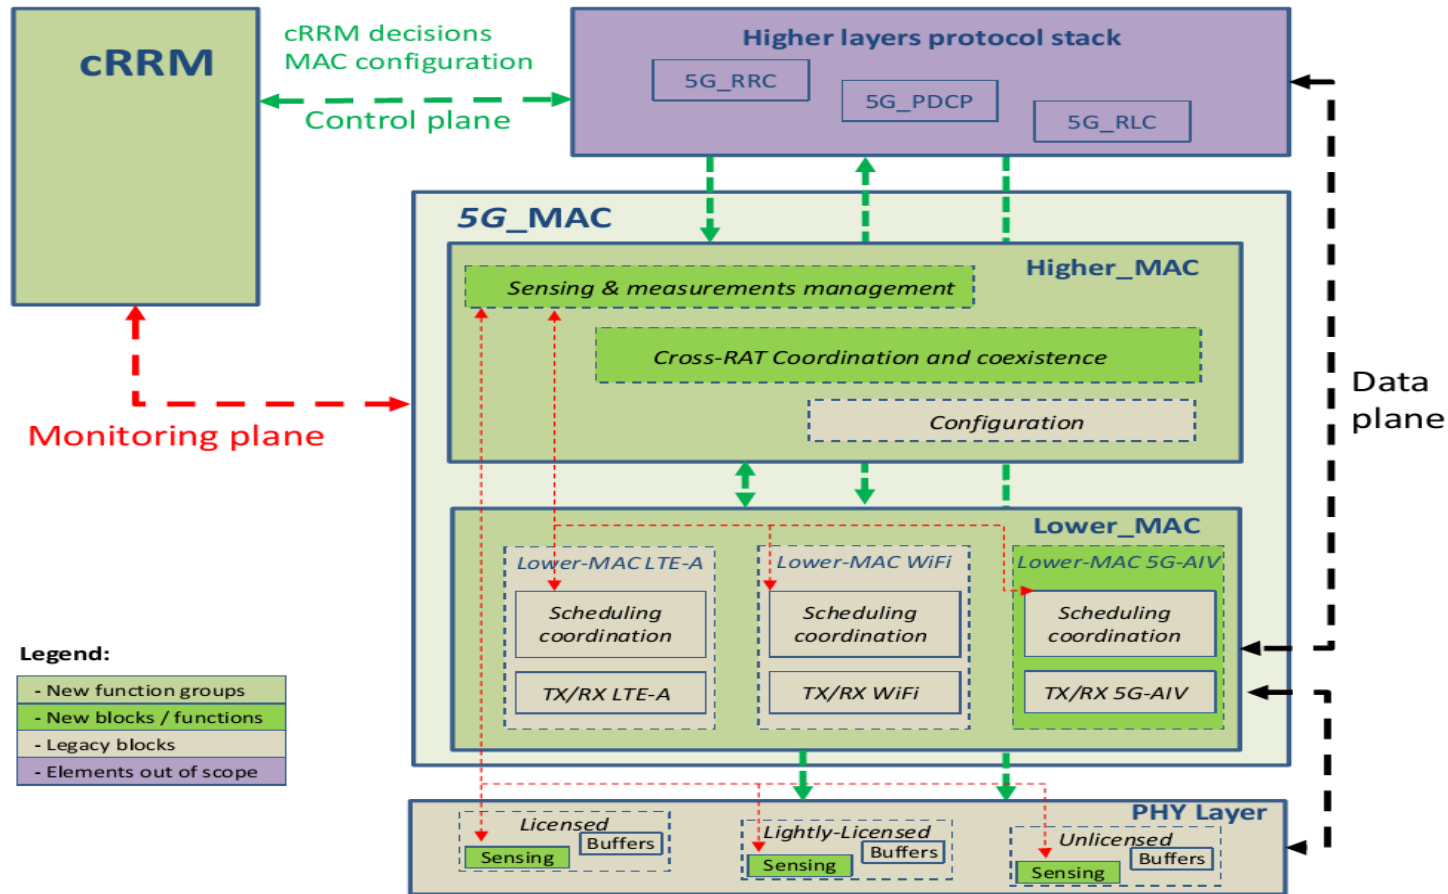 cRRM
cRRM decisions
MAC configuration
Control plane
Higher layers protocol stack
5G_RRC
5G_PDCP
5G_RLC
5G_MAC
Higher_MAC
Sensing & measurements management
Cross-RAT Coordination and coexistence
Configuration
Monitoring plane
Data
plane
Lower_MAC
Lower-MAC LTE-A
Scheduling
coordination
TX/RX LTE-A
Lower-MAC WiFi
Scheduling
coordination
TX/RX WiFi
Lower-MAC 5G-AIV
Scheduling
coordination
TX/RX 5G-AIV
Legend:
- New function groups
- New blocks / functions
- Legacy blocks
- Elements out of scope
PHY Layer
Licensed
Buffers
Sensing
Lightly-Licensed
Buffers
Sensing
Unlicensed
Buffers
Sensing